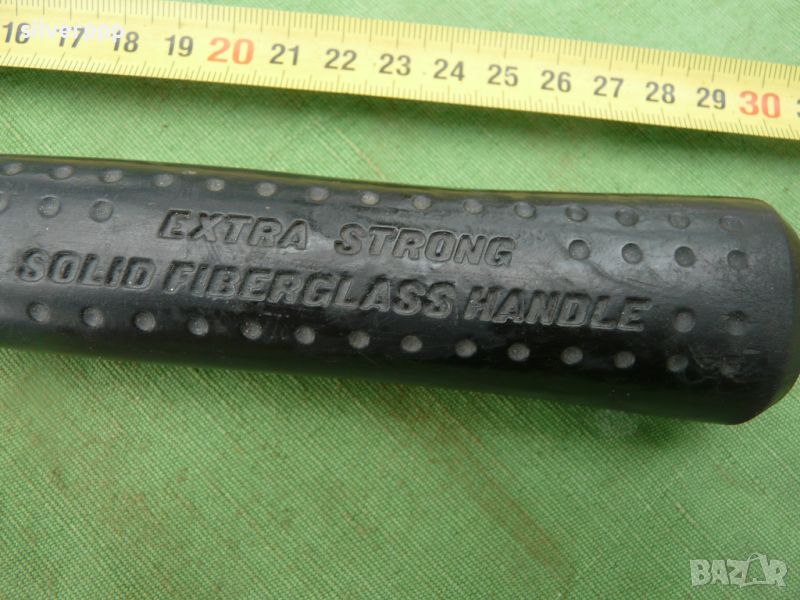 silverpop
16 17 18 19 20 21 22 23 24 25 26 27 28 29 30
EXTRA STRONG
SOLID FIBERGLASS HANDLE
BAZAR